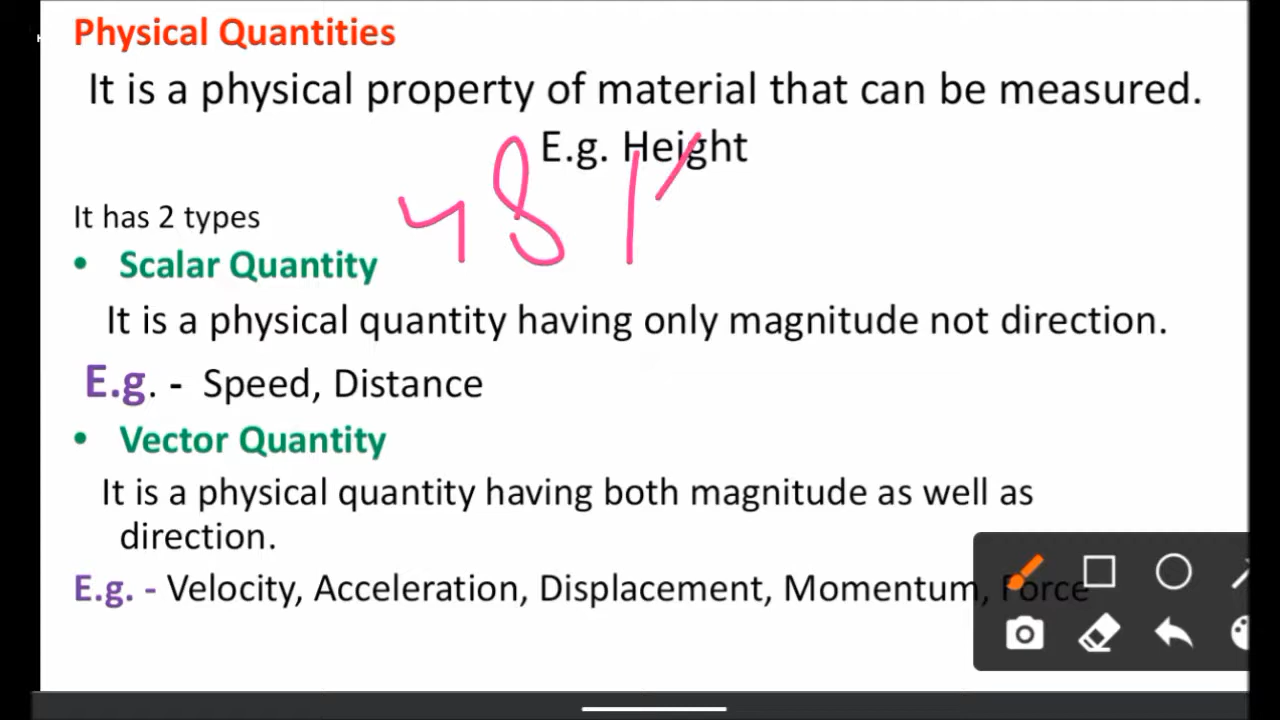 Physical Quantities
It is a physical property of material that can be measured.
E.g. Height
It has 2 types
• Scalar Quantity
It is a physical quantity having only magnitude not direction.
E.g. - Speed, Distance
• Vector Quantity
It is a physical quantity having both magnitude as well as
direction.
E.g. - Velocity, Acceleration, Displacement, Momentum, Force